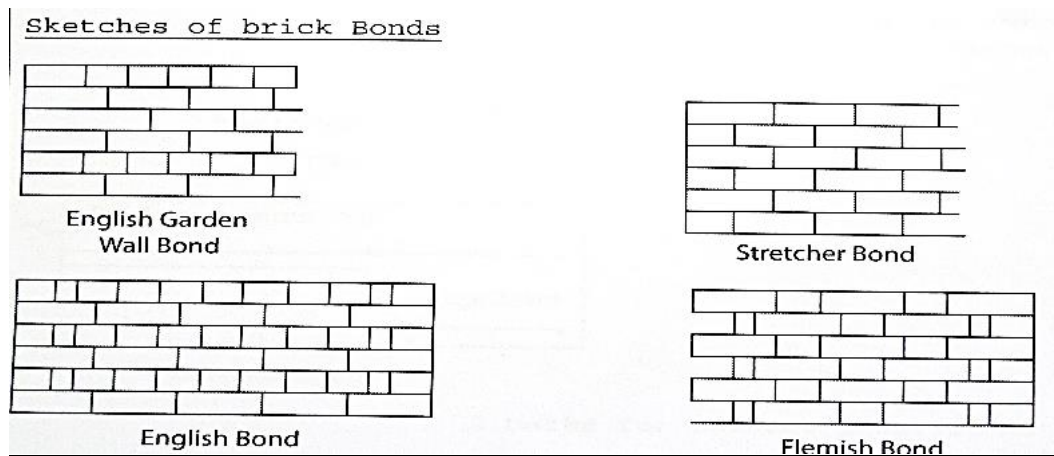 Sketches of brick Bonds
English Garden
Wall Bond
Stretcher Bond
English Bond
Flemish Bond